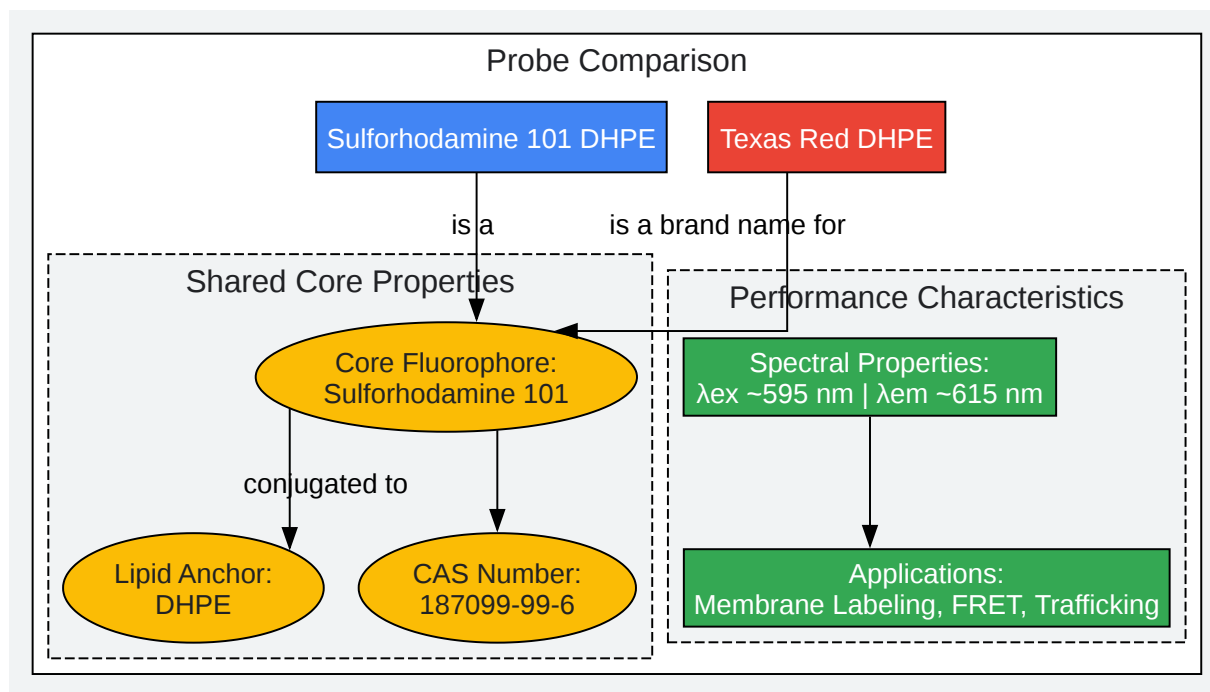 Probe Comparison
Sulforhodamine 101 DHPE
Texas Red DHPE
is a
is a brand name for
Shared Core Properties
Performance Characteristics
Core Fluorophore:
Sulforhodamine 101
Spectral Properties:
λex ~595 nm | λem ~615 nm
conjugated to
Lipid Anchor:
DHPE
CAS Number:
187099-99-6
Applications:
Membrane Labeling, FRET, Trafficking